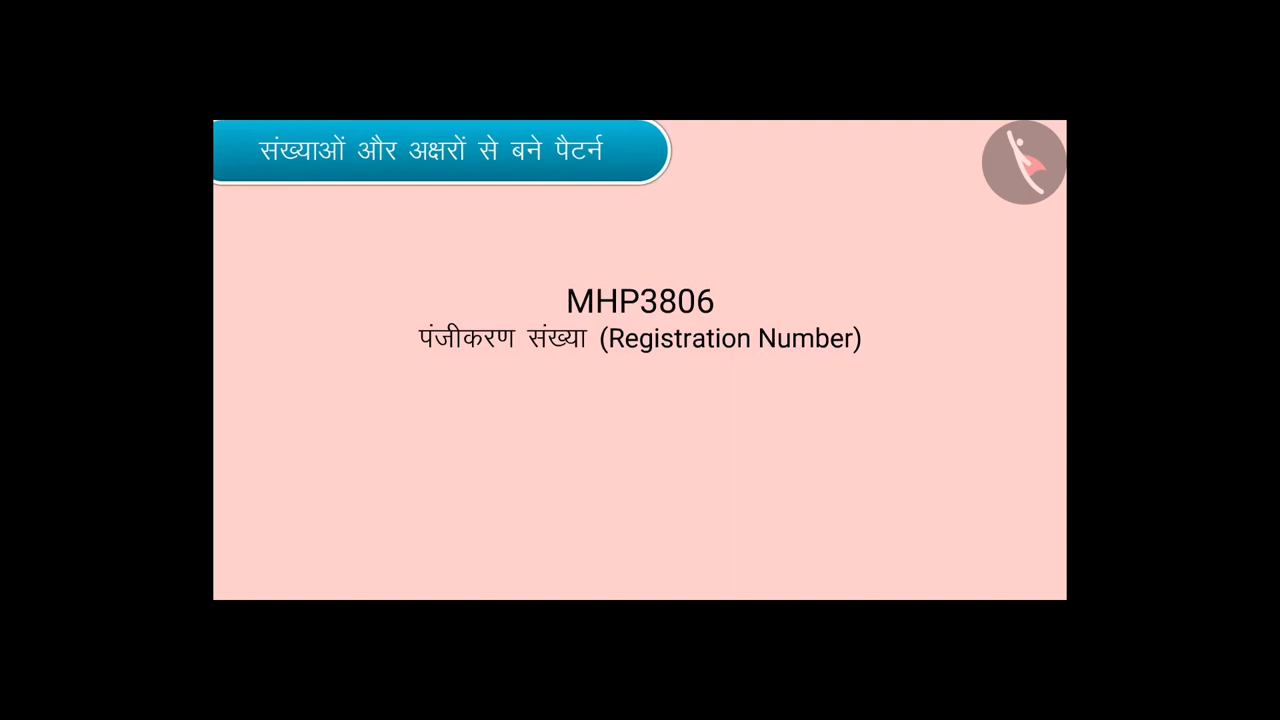 संख्याओं और अक्षरों से बने पैटर्न
MHP3806
पंजीकरण संख्या (Registration Number)